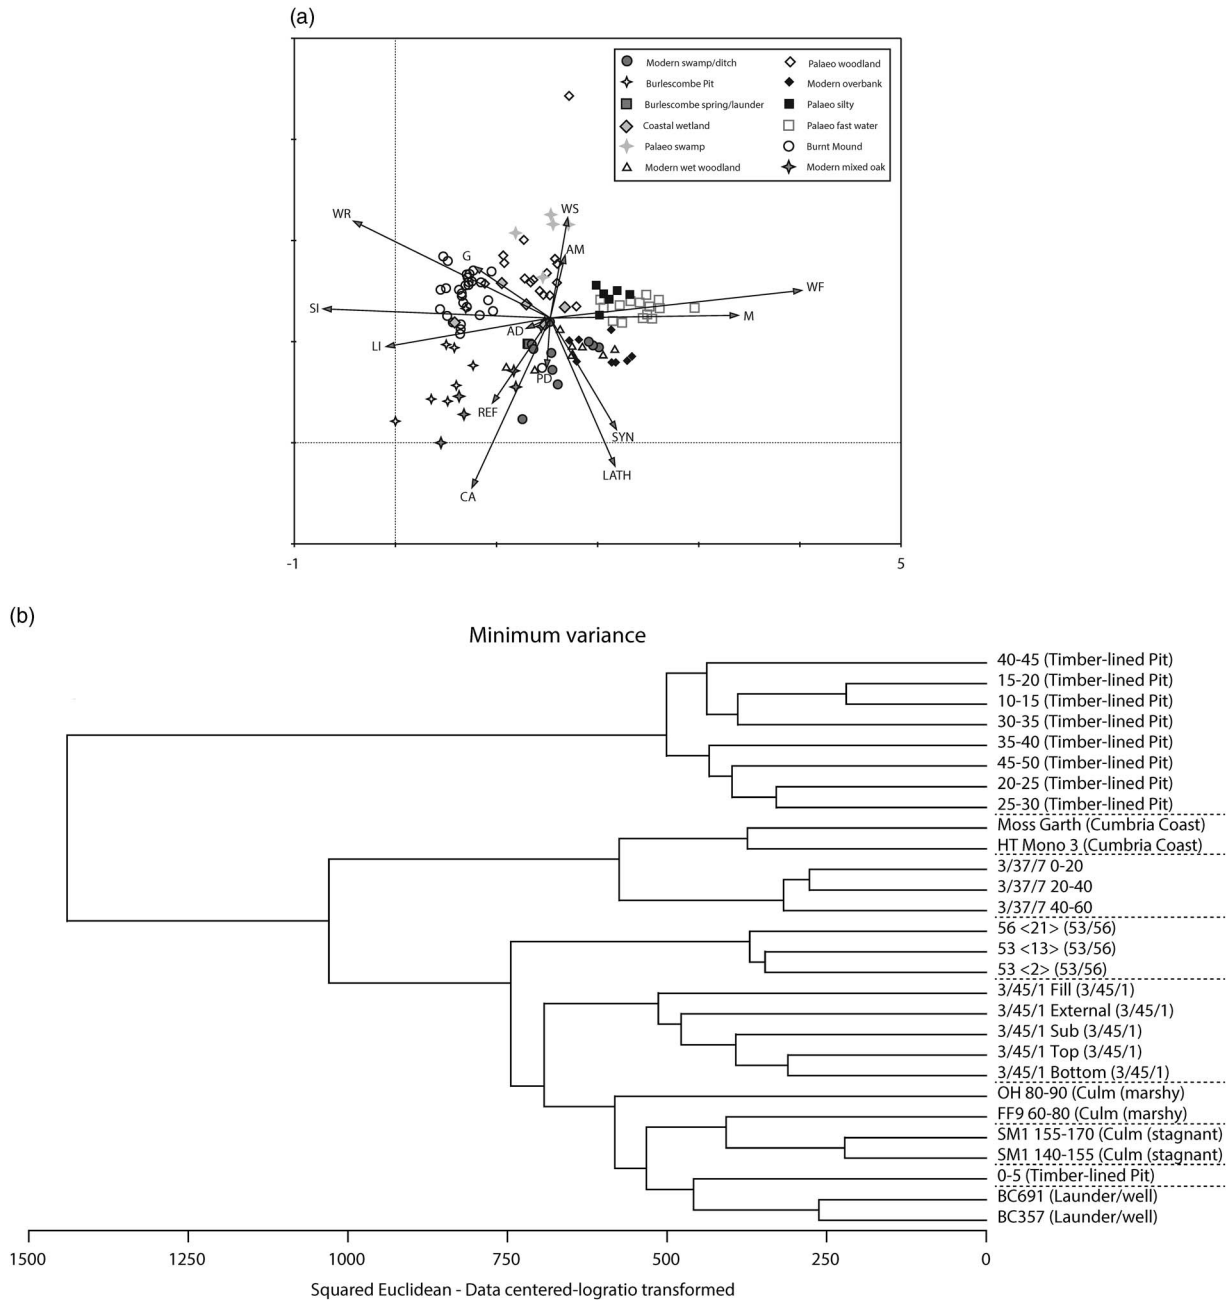 (a)
Modern swamp/ditch
Palaeo woodland
Burlescombe Pit
Modern overbank
Burlescombe spring/launder
Palaeo silty
Coastal wetland
Palaeo fast water
Palaeo swamp
Burnt Mound
Modern wet woodland
Modern mixed oak
WR
WS
G
AM
WF
SI
M
AD
LI
PD
REF
SYN
LATH
CA
-1
5
(b)
Minimum variance
40-45 (Timber-lined Pit)
15-20 (Timber-lined Pit)
10-15 (Timber-lined Pit)
30-35 (Timber-lined Pit)
35-40 (Timber-lined Pit)
45-50 (Timber-lined Pit)
20-25 (Timber-lined Pit)
25-30 (Timber-lined Pit)
Moss Garth (Cumbria Coast)
HT Mono 3 (Cumbria Coast)
3/37/7 0-20
3/37/7 20-40
3/37/7 40-60
56 <21> (53/56)
53 <13> (53/56)
53 <2> (53/56)
3/45/1 Fill (3/45/1)
3/45/1 External (3/45/1)
3/45/1 Sub (3/45/1)
3/45/1 Top (3/45/1)
3/45/1 Bottom (3/45/1)
OH 80-90 (Culm (marshy)
FF9 60-80 (Culm (marshy)
SM1 155-170 (Culm (stagnant)
SM1 140-155 (Culm (stagnant)
0-5 (Timber-lined Pit)
BC691 (Launder/well)
BC357 (Launder/well)
1500 1250 1000 750 500 250 0
Squared Euclidean - Data centered-logratio transformed